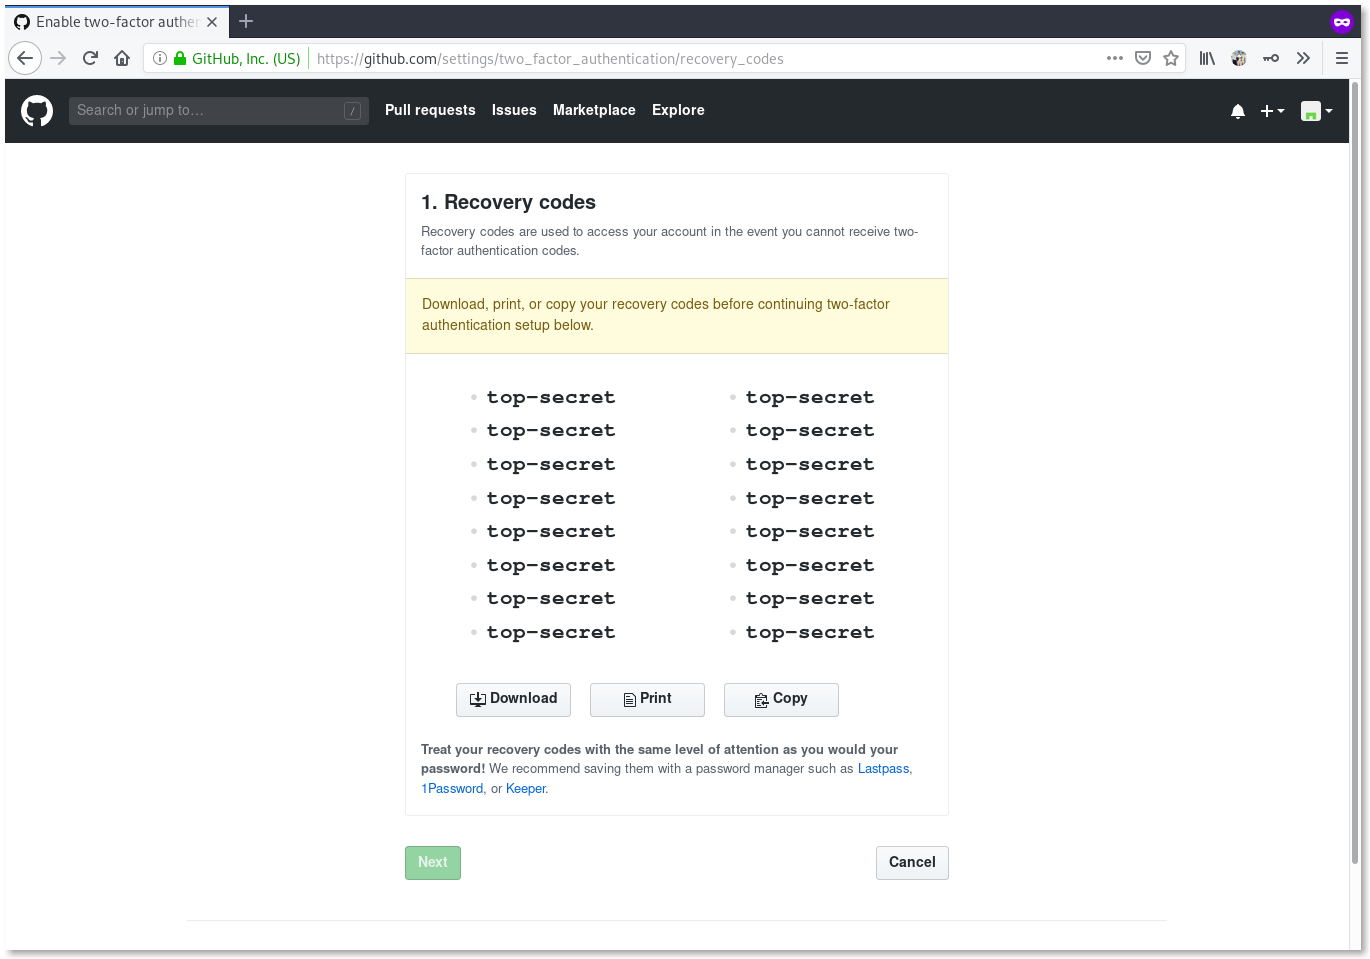 Enable two-factor authen
GitHub, Inc. (US) https://github.com/settings/two_factor_authentication/recovery_codes
Search or jump to… / Pull requests Issues Marketplace Explore
1. Recovery codes
Recovery codes are used to access your account in the event you cannot receive two-
factor authentication codes.
Download, print, or copy your recovery codes before continuing two-factor
authentication setup below.
top-secret top-secret
top-secret top-secret
top-secret top-secret
top-secret top-secret
top-secret top-secret
top-secret top-secret
top-secret top-secret
top-secret top-secret
Download Print Copy
Treat your recovery codes with the same level of attention as you would your
password! We recommend saving them with a password manager such as Lastpass,
1Password, or Keeper.
Next Cancel